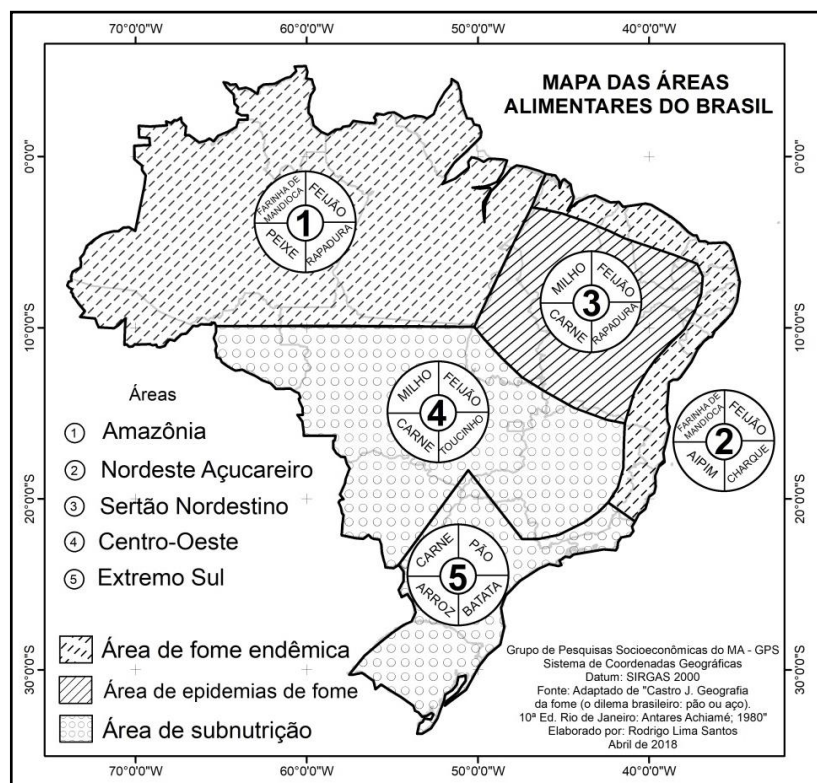 70°0'0"W 60°0'0"W 50°0'0"W 40°0'0"W
MAPA DAS ÁREAS
ALIMENTARES DO BRASIL
0°0'0"S
0°0'0"S
10°0'0"S
10°0'0"S
20°0'0"S
20°0'0"S
30°0'0"S
30°0'0"S
FARINHA DE
MANDIOCA
FEIJÃO
1
PEIXE
RAPADURA
MILHO
FEIJÃO
3
CARNE
RAPADURA
MILHO
FEIJÃO
4
CARNE
TOUCINHO
FARINHA DE
MANDIOCA
FEIJÃO
2
AIPIM
CHARQUE
CARNE
PÃO
5
ARROZ
BATATA
Áreas
1 Amazônia
2 Nordeste Açucareiro
3 Sertão Nordestino
4 Centro-Oeste
5 Extremo Sul
Área de fome endêmica
Área de epidemias de fome
Área de subnutrição
Grupo de Pesquisas Socioeconômicas do MA - GPS
Sistema de Coordenadas Geográficas
Datum: SIRGAS 2000
Fonte: Adaptado de "Castro J. Geografia
da fome (o dilema brasileiro: pão ou aço).
10ª Ed. Rio de Janeiro: Antares Achiamé; 1980"
Elaborado por: Rodrigo Lima Santos
Abril de 2018
70°0'0"W 60°0'0"W 50°0'0"W 40°0'0"W